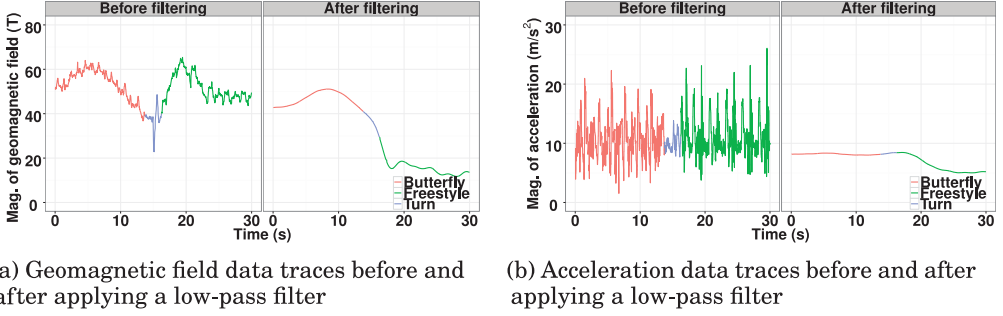 Before filtering After filtering
Mag. of geomagnetic field (T)
80
60
40
20
0
0 10 20 30 0 10 20 30
Time (s)
Butterfly
Freestyle
Turn
a) Geomagnetic field data traces before and
after applying a low-pass filter
Before filtering After filtering
Mag. of acceleration (m/s²)
30
20
10
0
0 10 20 30 0 10 20 30
Time (s)
Butterfly
Freestyle
Turn
(b) Acceleration data traces before and after
applying a low-pass filter